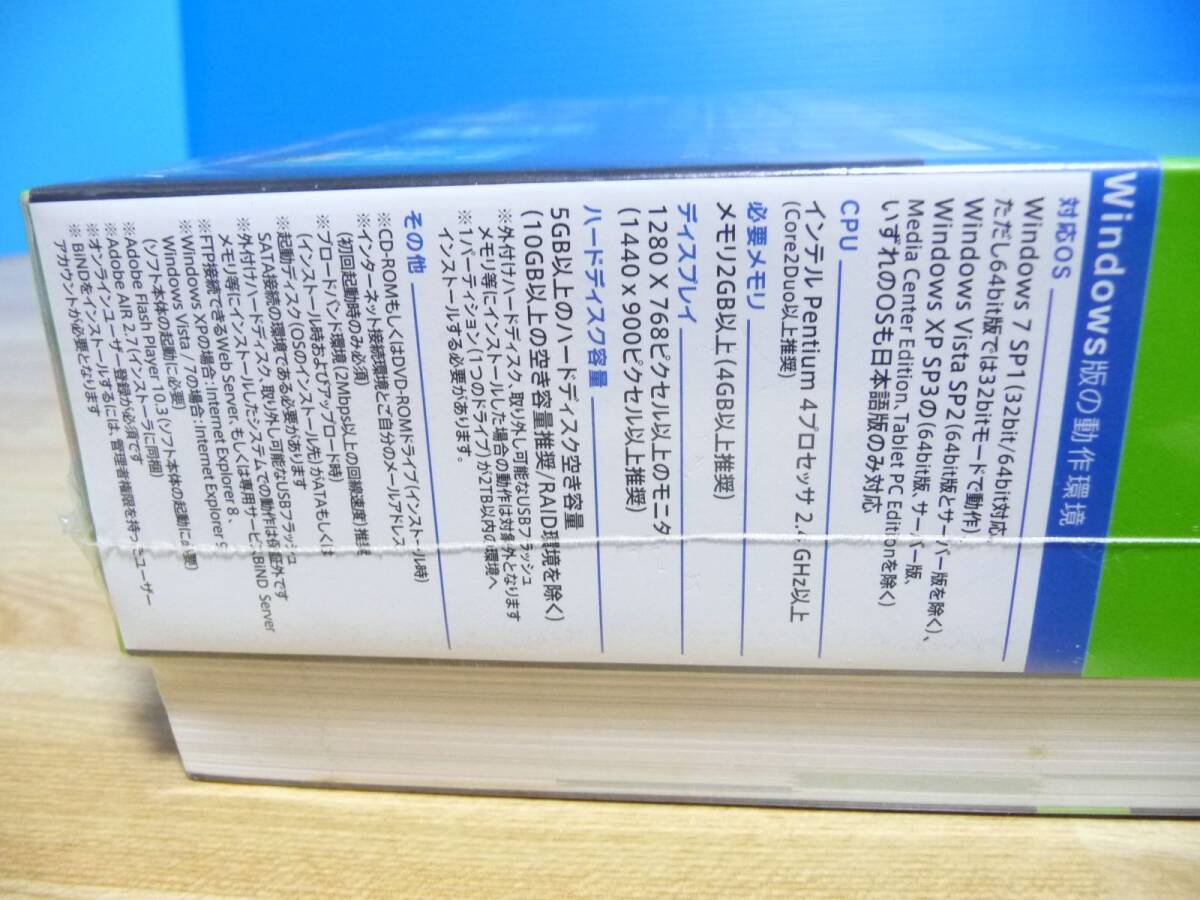 Windows版の動作環境
対応OS
Windows 7 SP1(32bit/64bit対応、
ただし64bit版では32bitモードで動作)
Windows Vista SP2(64bit版とサーバー版を除く)、
Windows XP SP3の(64bit版、サーバー版、
Media Center Edition、Tablet PC Editonを除く)
いずれのOSも日本語版のみ対応
CPU
インテル Pentium 4プロセッサ 2.4 GHz以上
(Core2Duo以上推奨)
必要メモリ
メモリ2GB以上(4GB以上推奨)
ディスプレイ
1280 X 768ピクセル以上のモニタ
(1440 x 900ピクセル以上推奨)
ハードディスク容量
5GB以上のハードディスク空き容量
(10GB以上の空き容量推奨/RAID環境を除く)
※外付けハードディスク、取り外し可能なUSBフラッシュ
メモリ等にインストールした場合の動作は対象外となります
※1パーティション(1つのドライブ)が2TB以内の環境へ
インストールする必要があります。
その他
※CD-ROMもしくはDVD-ROMドライブ(インストール時)
※インターネット接続環境とご自分のメールアドレス
(初回起動時のみ必須)
※ブロードバンド環境(2Mbps以上の回線速度)推奨
(インストール時およびアップロード時)
※起動ディスク(OSのインストール先)がATAもしくは
SATA接続の環境である必要があります
※外付けハードディスク、取り外し可能なUSBフラッシュ
メモリ等にインストールしたシステムでの動作は保証外です
※FTP接続できるWeb Server、もしくは専用サービスBiND Server
※Windows XPの場合:Internet Explorer 8、
Windows Vista / 7の場合:Internet Explorer 9
(ソフト本体の起動に必要)
※Adobe Flash Player 10.3 (ソフト本体の起動に必要)
※Adobe AIR 2.7(インストーラに同梱)
※オンラインユーザー登録が必須です
※BiNDをインストールするには、管理者権限を持ったユーザー
アカウントが必要となります